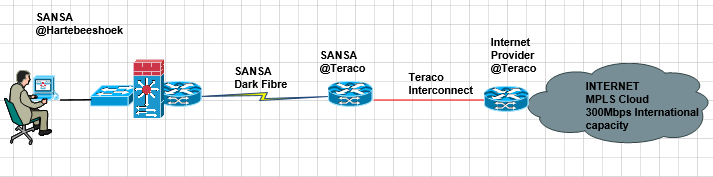 SANSA
@Hartebeeshoek
SANSA
Dark Fibre
SANSA
@Teraco
Teraco
Interconnect
Internet
Provider
@Teraco
INTERNET
MPLS Cloud
300Mbps International
capacity